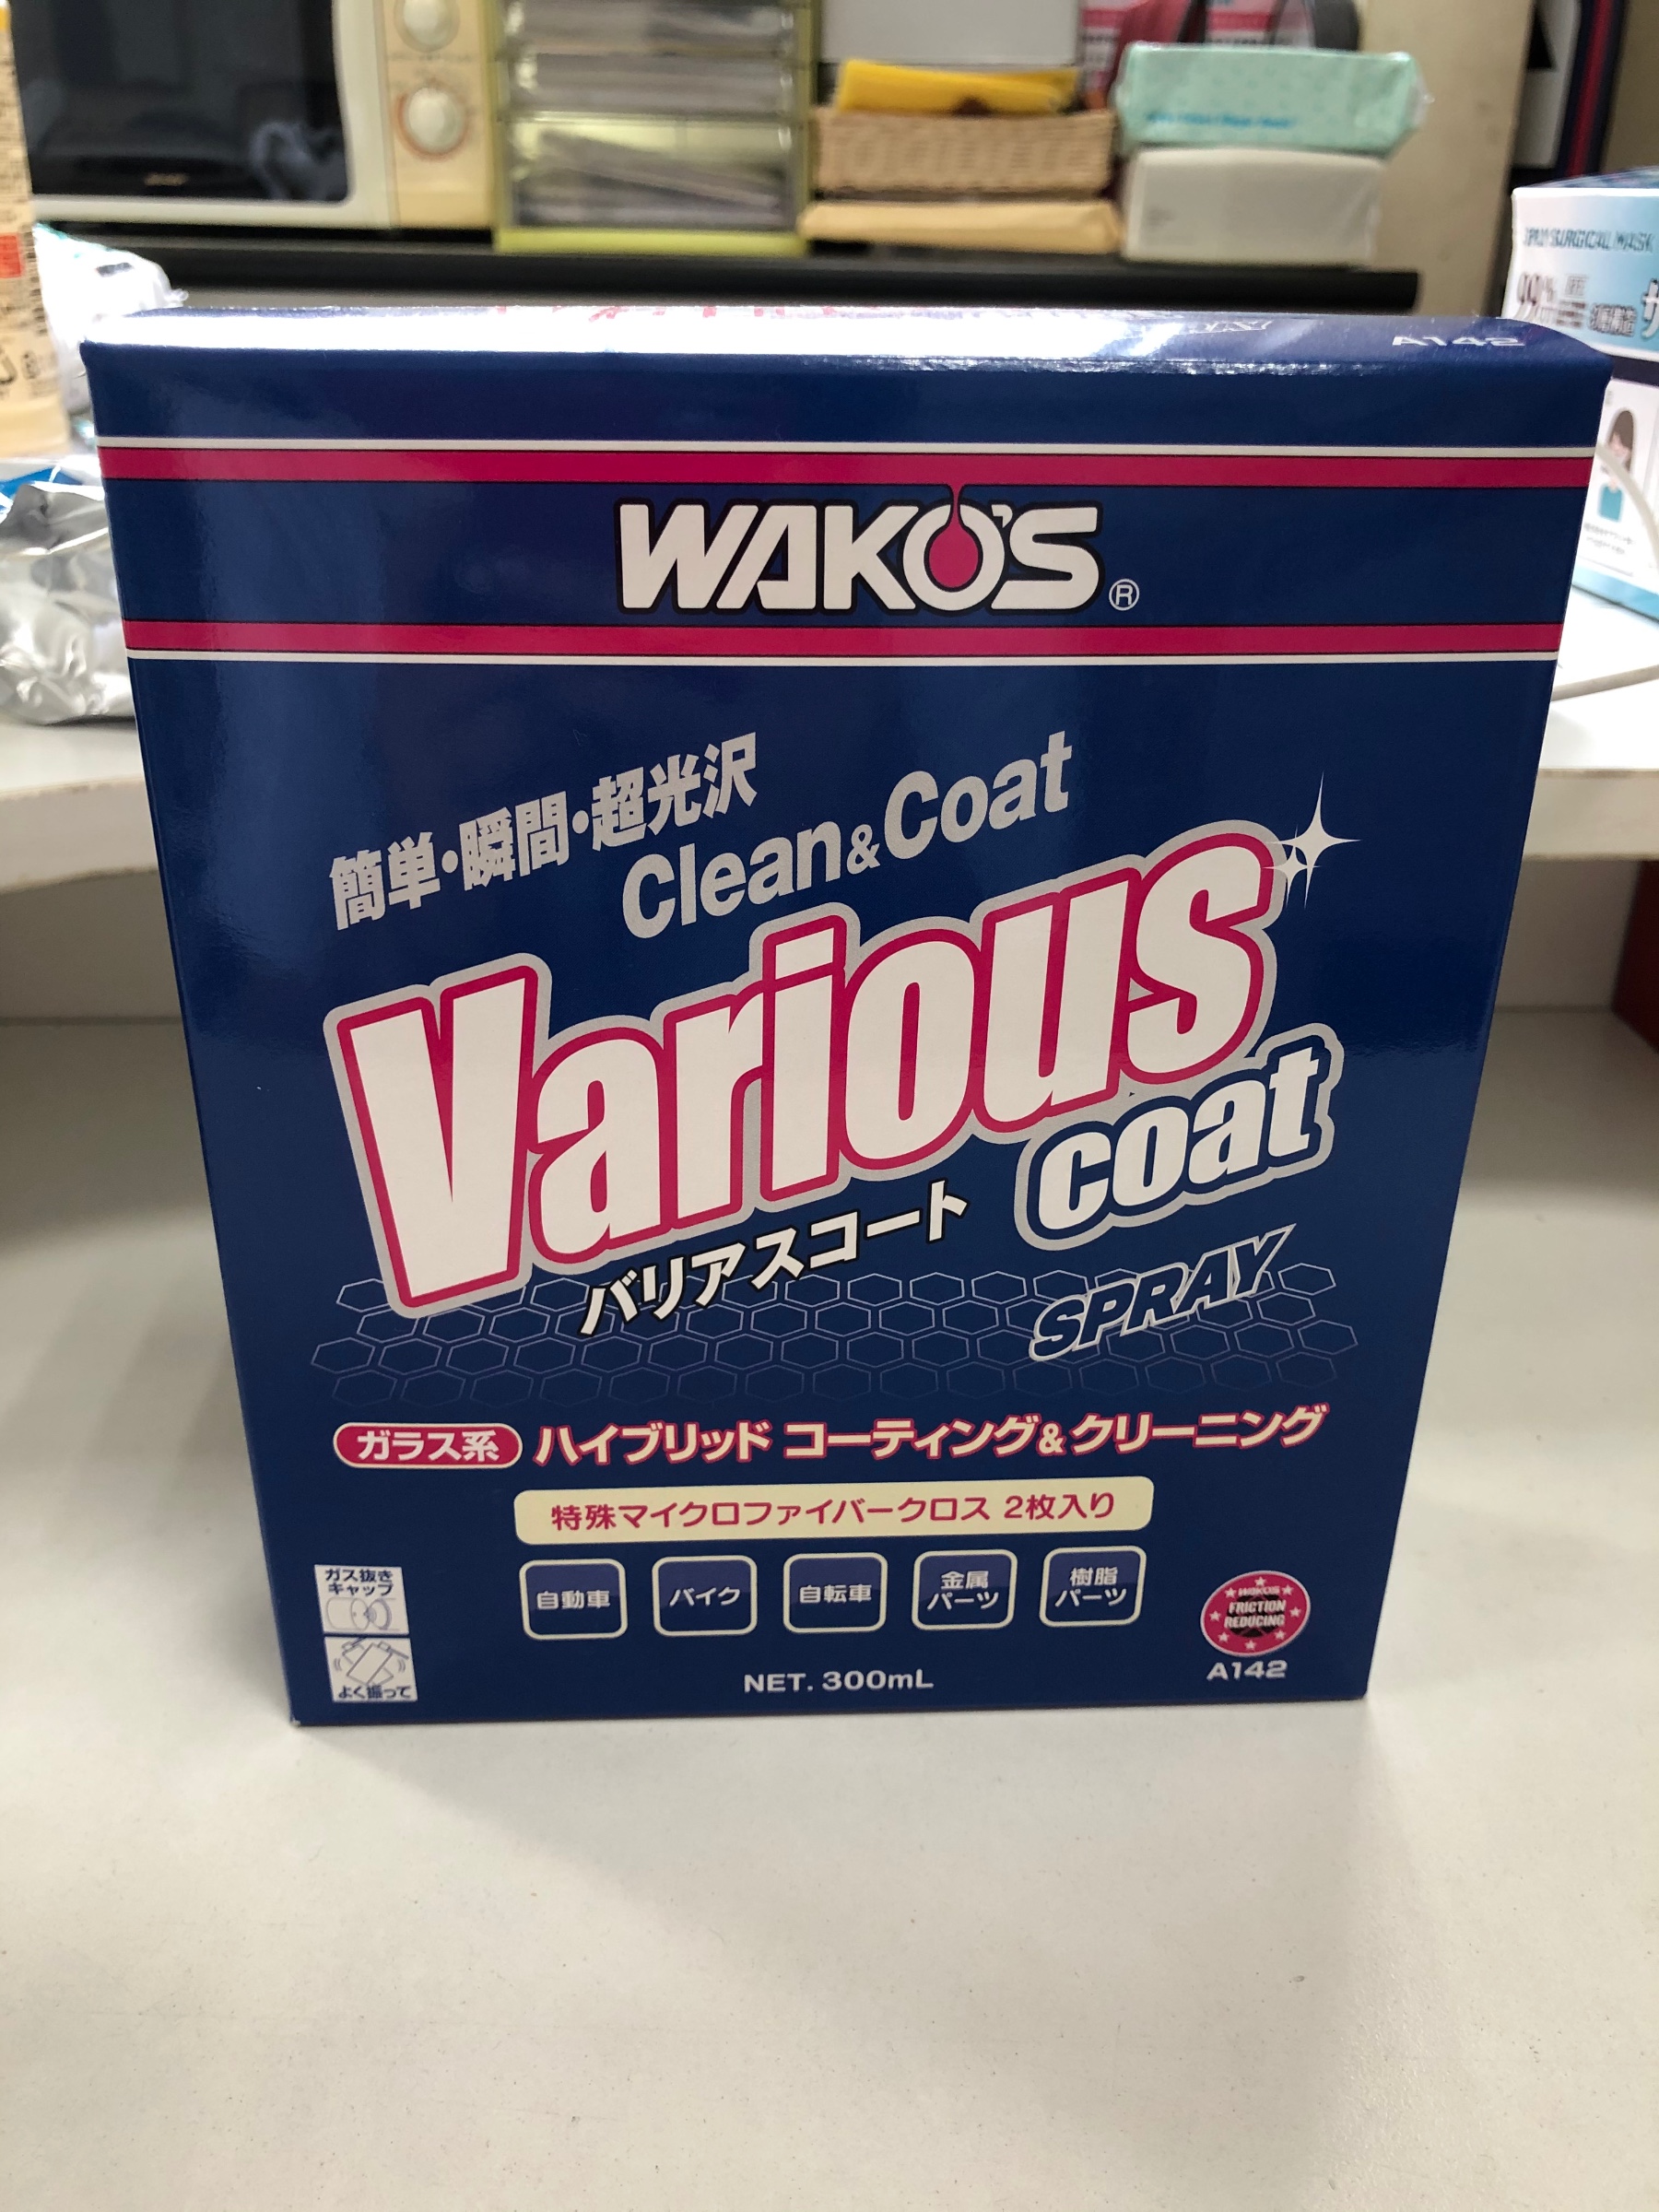 A142
WAKO'S®
簡単・瞬間・超光沢
Clean&Coat
Various
coat
バリアスコート
SPRAY
ガラス系 ハイブリッド コーティング&クリーニング
特殊マイクロファイバークロス 2枚入り
自動車 バイク 自転車 金属パーツ 樹脂パーツ
ガス抜き
キャップ
よく振って
NET. 300mL
WAKO'S
FRICTION
REDUCING
A142
SURGICAL MASK
99%